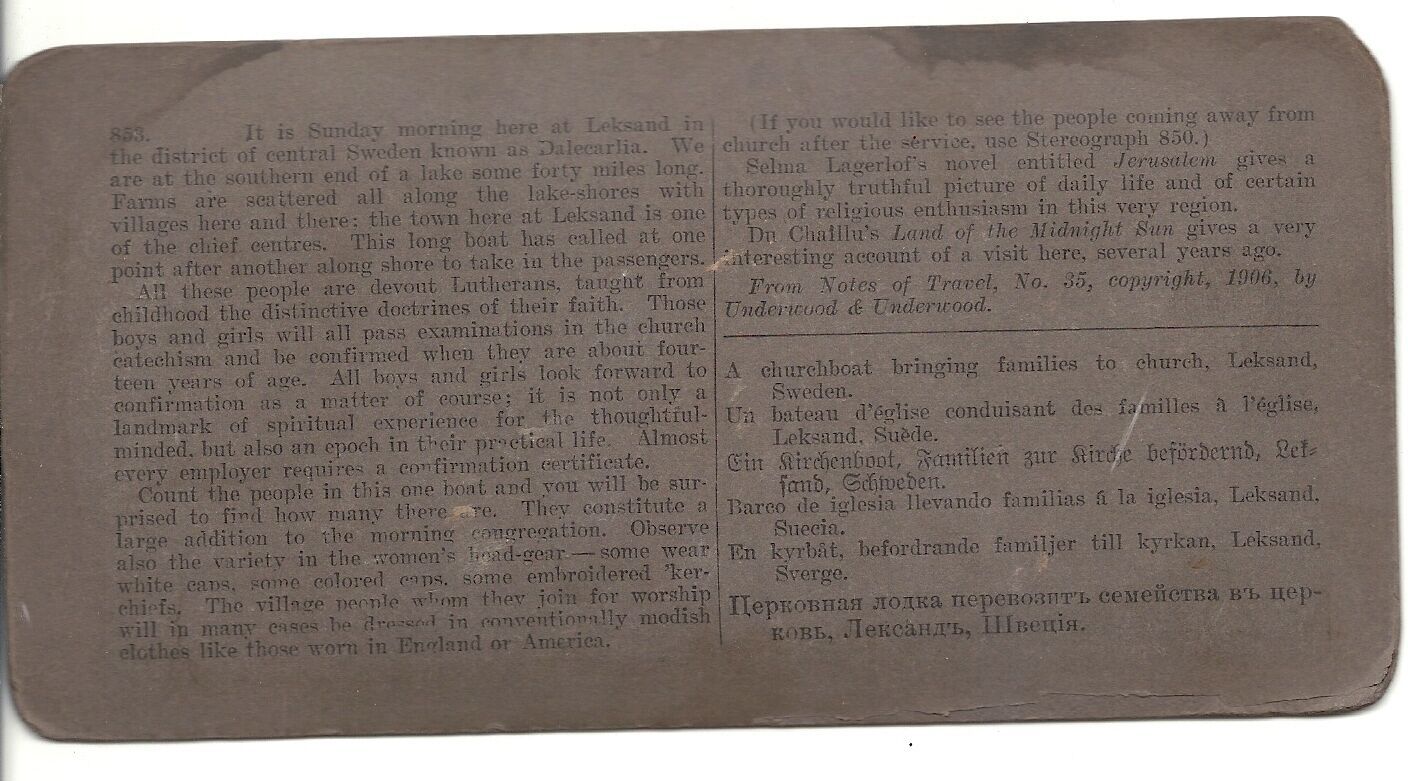 853. It is Sunday morning here at Leksand in
the district of central Sweden known as Dalecarlia. We
are at the southern end of a lake some forty miles long.
Farms are scattered all along the lake-shores with
villages here and there; the town here at Leksand is one
of the chief centres. This long boat has called at one
point after another along shore to take in the passengers.
All these people are devout Lutherans, taught from
childhood the distinctive doctrines of their faith. Those
boys and girls will all pass examinations in the church
catechism and be confirmed when they are about four-
teen years of age. All boys and girls look forward to
confirmation as a matter of course; it is not only a
landmark of spiritual experience for the thoughtful-
minded, but also an epoch in their practical life. Almost
every employer requires a confirmation certificate.
Count the people in this one boat and you will be sur-
prised to find how many there are. They constitute a
large addition to the morning congregation. Observe
also the variety in the women's head-gear—some wear
white caps, some colored caps, some embroidered 'ker-
chiefs. The village people whom they join for worship
will in many cases be dressed in conventionally modish
clothes like those worn in England or America.
(If you would like to see the people coming away from
church after the service, use Stereograph 850.)
Selma Lagerlof's novel entitled Jerusalem gives a
thoroughly truthful picture of daily life and of certain
types of religious enthusiasm in this very region.
Du Chaillu's Land of the Midnight Sun gives a very
interesting account of a visit here, several years ago.
From Notes of Travel, No. 35, copyright, 1906, by
Underwood & Underwood.
A churchboat bringing families to church, Leksand,
Sweden.
Un bateau d'église conduisant des familles à l'église,
Leksand, Suède.
Ein Kirchenboot, Familien zur Kirche befördernd, Lek-
sand, Schweden.
Barco de iglesia llevando familias á la iglesia, Leksand,
Suecia.
En kyrbåt, befordrande familjer till kyrkan, Leksand,
Sverge.
Церковная лодка перевозитъ семейства въ цер-
ковь, Лександъ, Швеція.